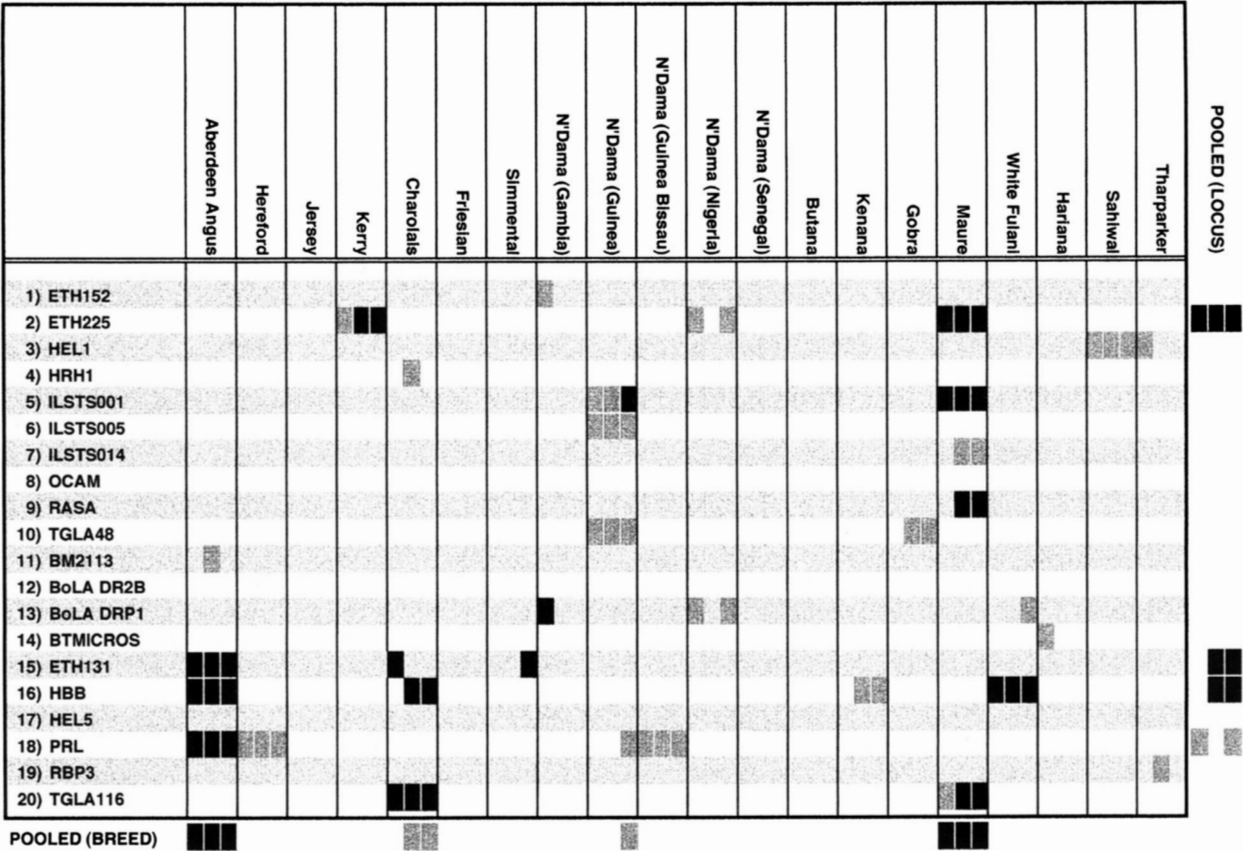 Aberdeen Angus
Hereford
Jersey
Kerry
Charolais
Friesian
Simmental
N'Dama (Gambia)
N'Dama (Guinea)
N'Dama (Guinea Bissau)
N'Dama (Nigeria)
N'Dama (Senegal)
Butana
Kenana
Gobra
Maure
White Fulani
Hariana
Sahiwal
Tharparker
POOLED (LOCUS)
1) ETH152
2) ETH225
3) HEL1
4) HRH1
5) ILSTS001
6) ILSTS005
7) ILSTS014
8) OCAM
9) RASA
10) TGLA48
11) BM2113
12) BoLA DR2B
13) BoLA DRP1
14) BTMICROS
15) ETH131
16) HBB
17) HEL5
18) PRL
19) RBP3
20) TGLA116
POOLED (BREED)